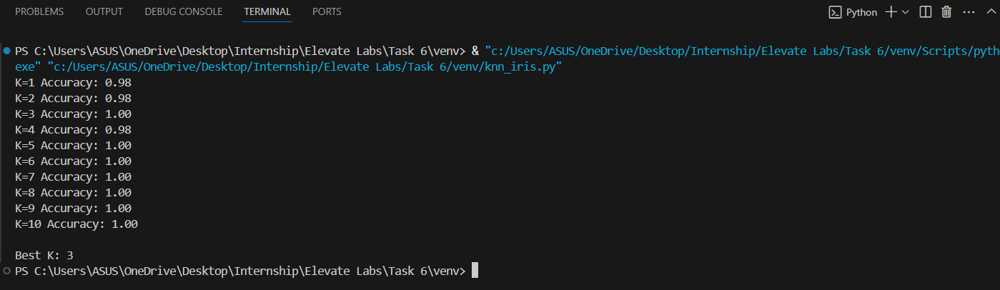 PROBLEMS OUTPUT DEBUG CONSOLE TERMINAL PORTS Python
PS C:\Users\ASUS\OneDrive\Desktop\Internship\Elevate Labs\Task 6\venv> & "c:/Users/ASUS/OneDrive/Desktop/Internship/Elevate Labs/Task 6/venv/Scripts/pyth
exe" "c:/Users/ASUS/OneDrive/Desktop/Internship/Elevate Labs/Task 6/venv/knn_iris.py"
K=1 Accuracy: 0.98
K=2 Accuracy: 0.98
K=3 Accuracy: 1.00
K=4 Accuracy: 0.98
K=5 Accuracy: 1.00
K=6 Accuracy: 1.00
K=7 Accuracy: 1.00
K=8 Accuracy: 1.00
K=9 Accuracy: 1.00
K=10 Accuracy: 1.00
Best K: 3
PS C:\Users\ASUS\OneDrive\Desktop\Internship\Elevate Labs\Task 6\venv>